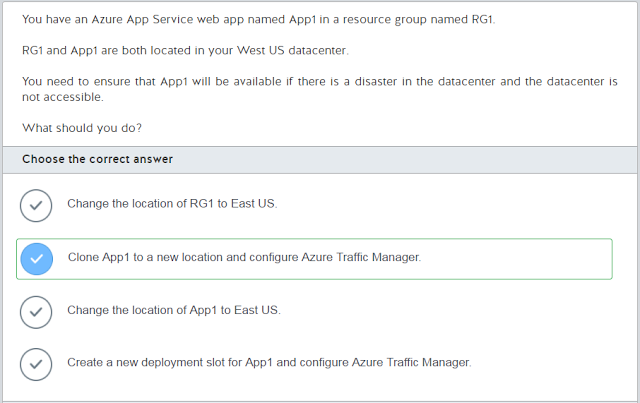 You have an Azure App Service web app named App1 in a resource group named RG1.
RG1 and App1 are both located in your West US datacenter.
You need to ensure that App1 will be available if there is a disaster in the datacenter and the datacenter is
not accessible.
What should you do?
Choose the correct answer
Change the location of RG1 to East US.
Clone App1 to a new location and configure Azure Traffic Manager.
Change the location of App1 to East US.
Create a new deployment slot for App1 and configure Azure Traffic Manager.